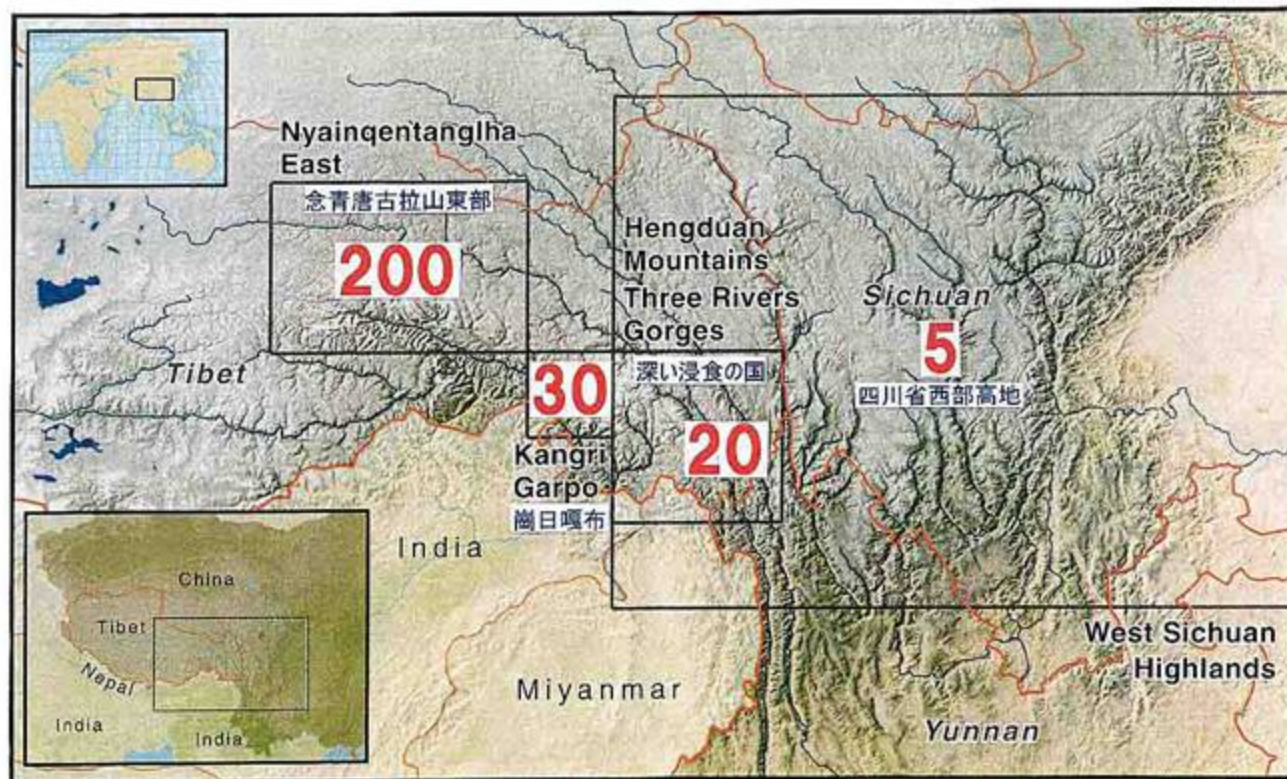 Nyainqentanglha
East
念青唐古拉山東部
200
Hengduan
Mountains
Three Rivers
Gorges
Sichuan
5
四川省西部高地
Tibet
30
深い浸食の国
20
Kangri
Garpo
崗日嘎布
India
Miyanmar
West Sichuan
Highlands
Yunnan
China
Tibet
Nepal
India
India